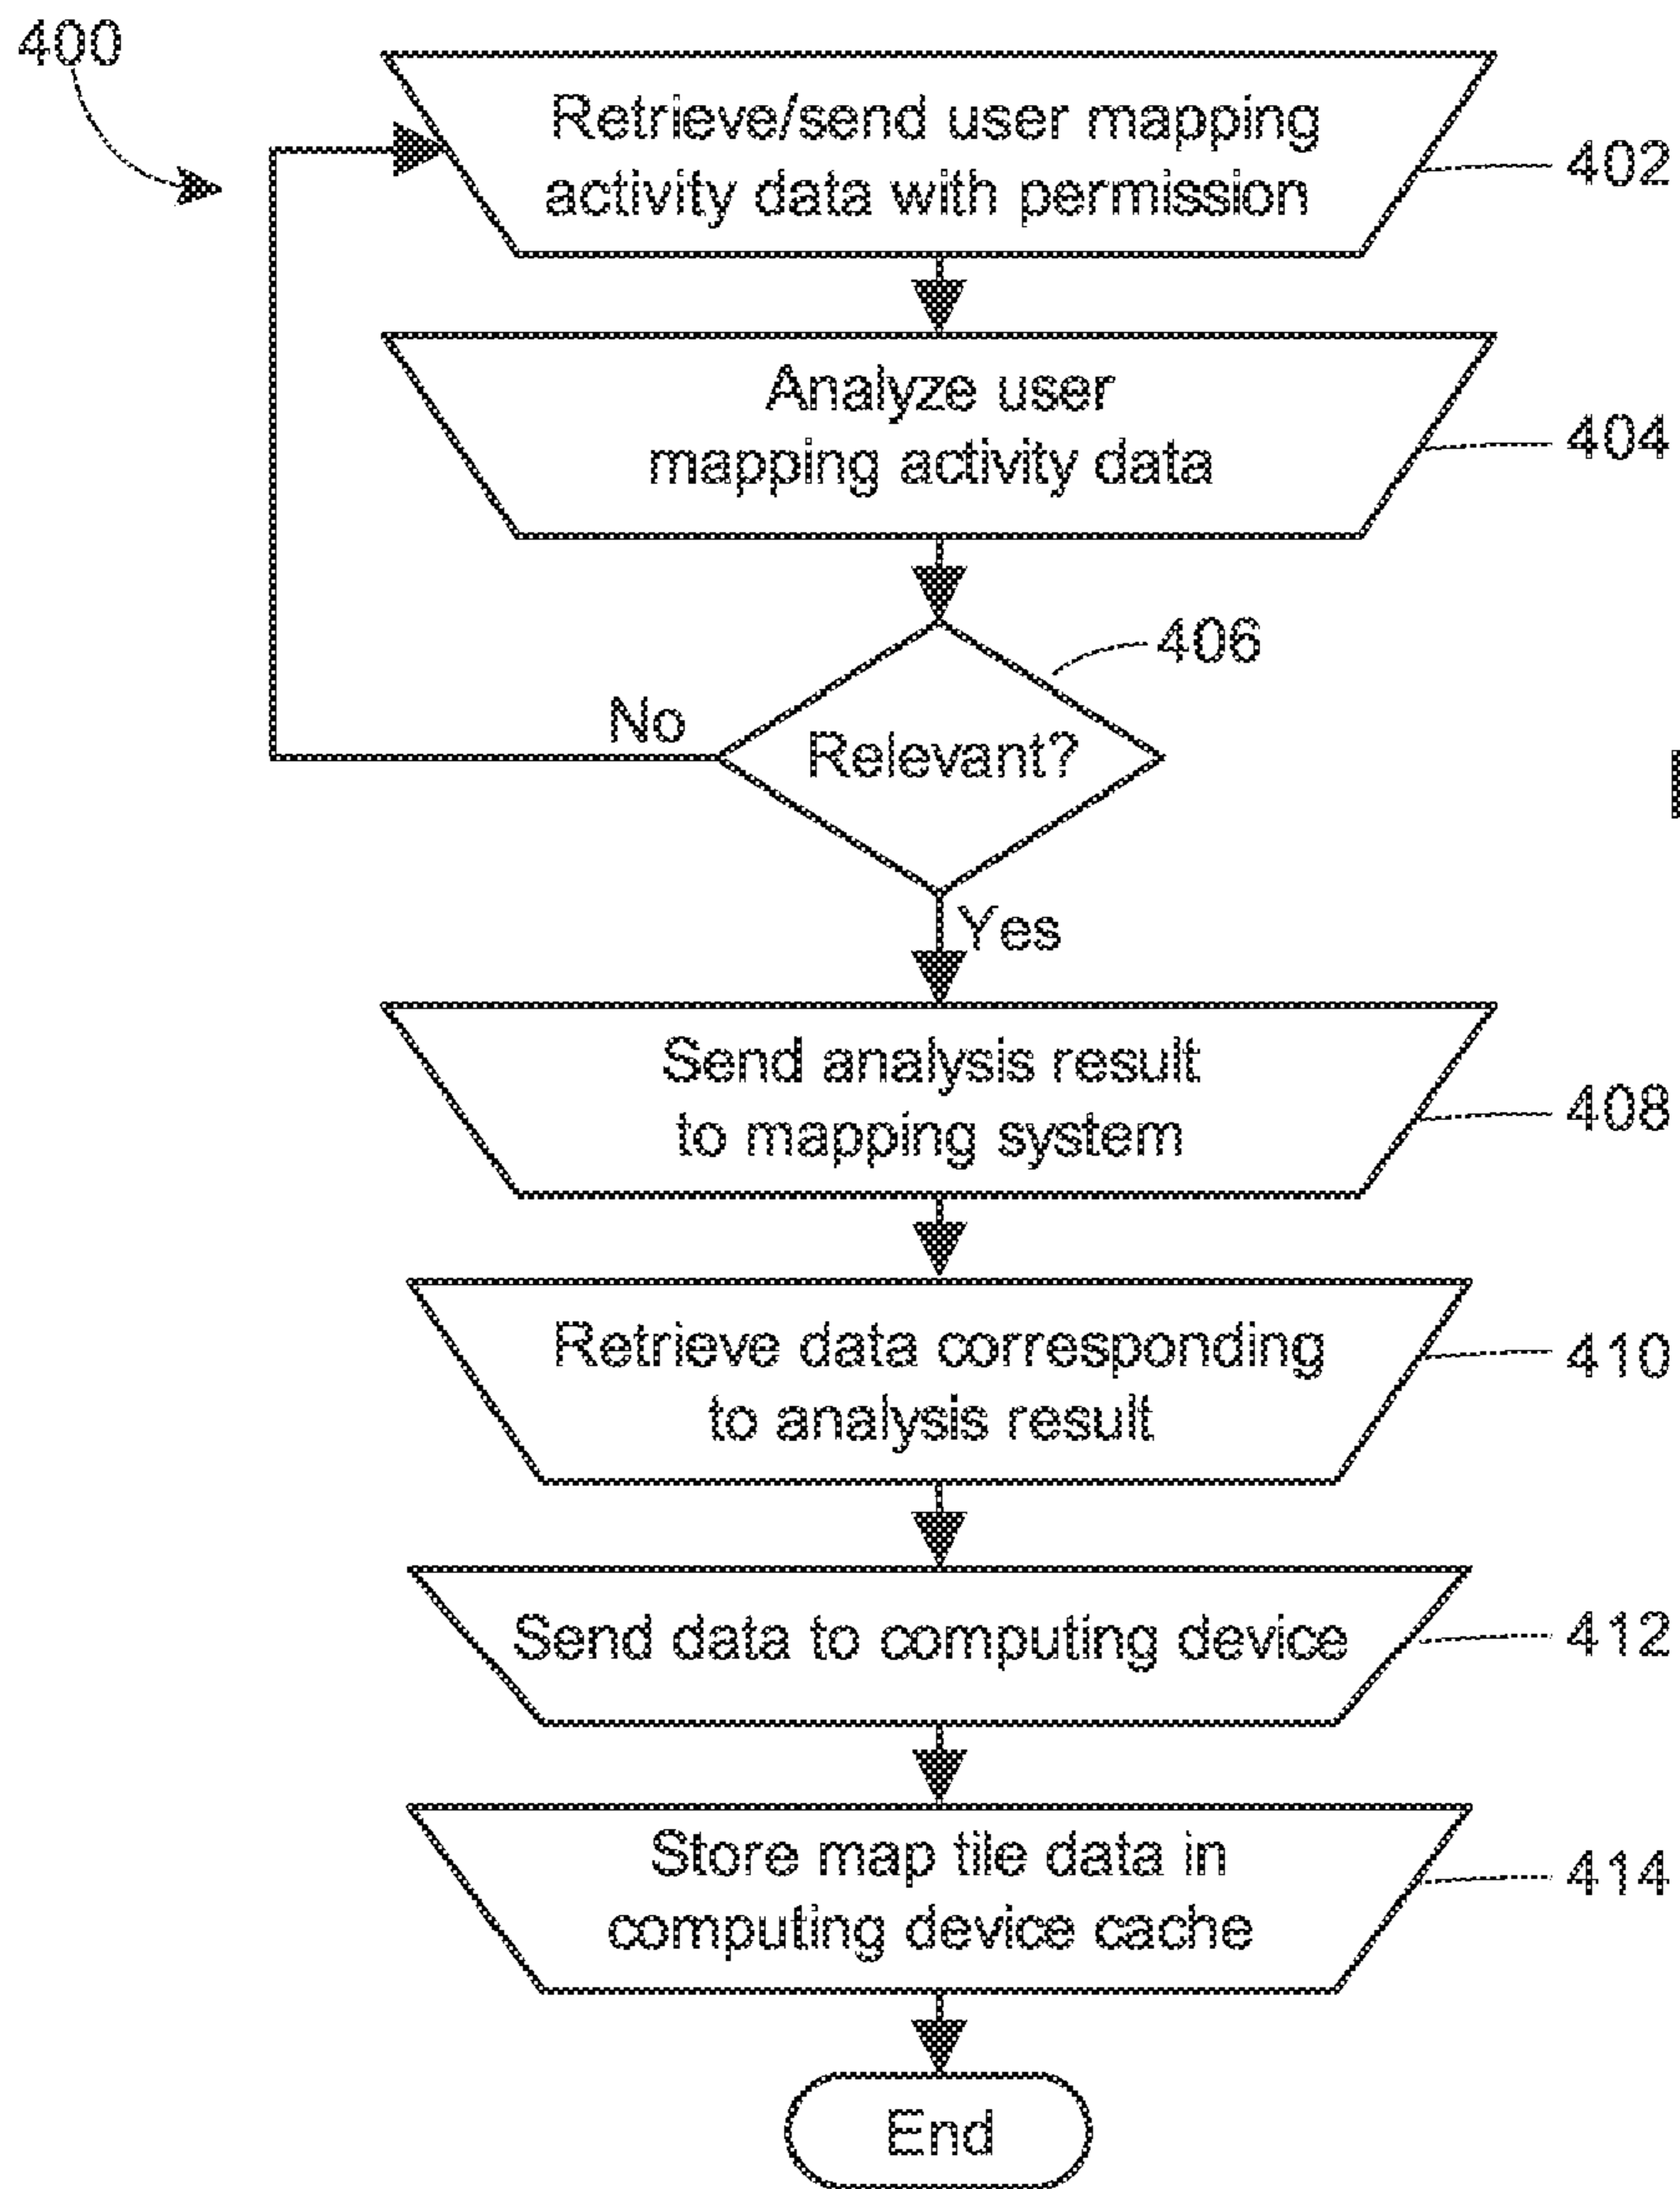 400
Retrieve/send user mapping
activity data with permission
402
Analyze user
mapping activity data
404
406
No
Relevant?
Yes
Send analysis result
to mapping system
408
Retrieve data corresponding
to analysis result
410
Send data to computing device
412
Store map tile data in
computing device cache
414
End